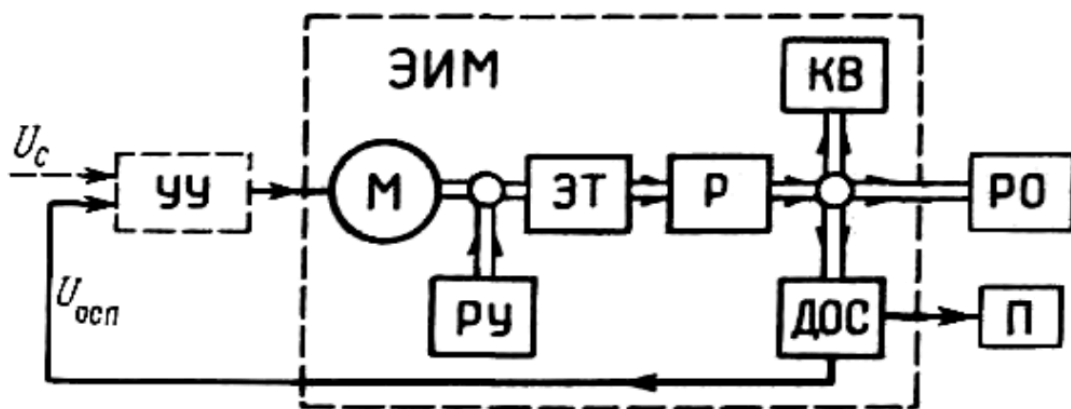 ЭИМ
КВ
U_c
УУ
М
ЭТ
Р
РО
U_осп
РУ
ДОС
П